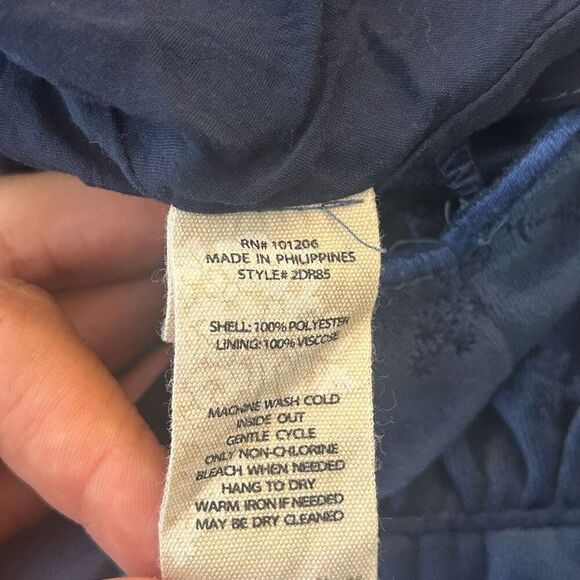 RN# 101206
MADE IN PHILIPPINES
STYLE# 2DR85
SHELL: 100% POLYESTER
LINING: 100% VISCOSE
MACHINE WASH COLD
INSIDE OUT
GENTLE CYCLE
ONLY NON-CHLORINE
BLEACH WHEN NEEDED
HANG TO DRY
WARM IRON IF NEEDED
MAY BE DRY CLEANED